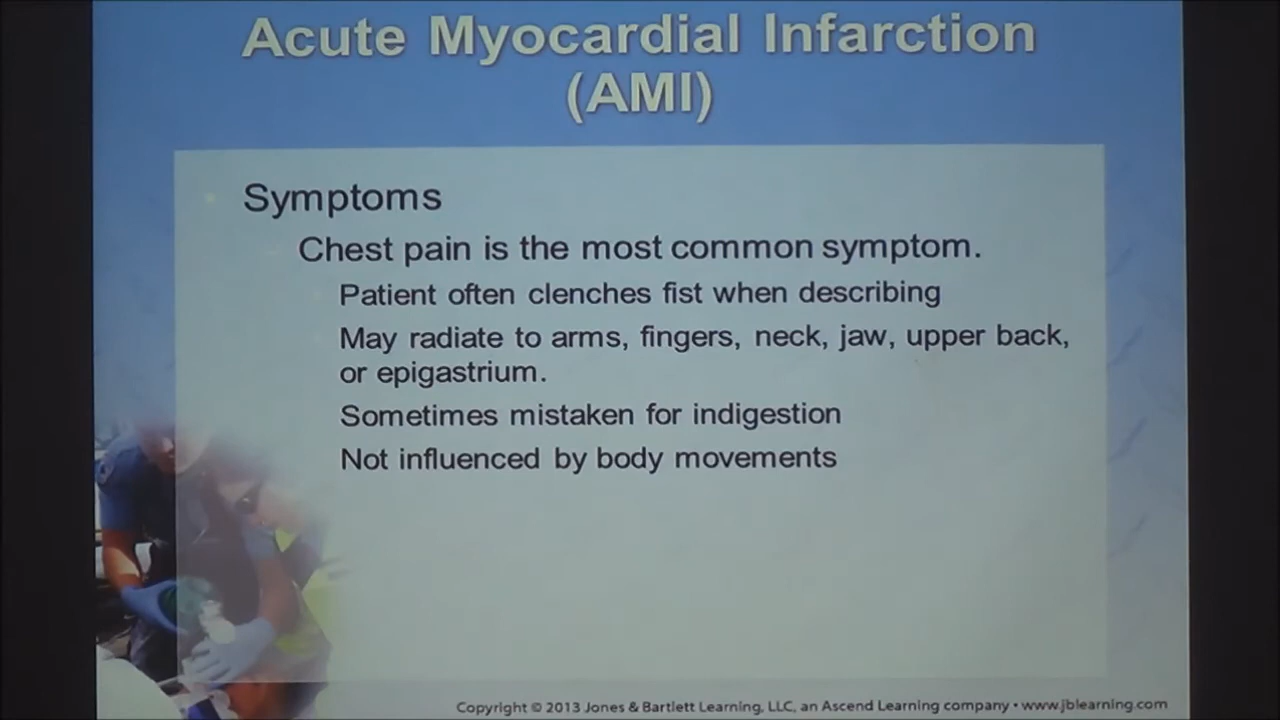 Acute Myocardial Infarction
(AMI)
Symptoms
Chest pain is the most common symptom.
Patient often clenches fist when describing
May radiate to arms, fingers, neck, jaw, upper back,
or epigastrium.
Sometimes mistaken for indigestion
Not influenced by body movements
Copyright © 2013 Jones & Bartlett Learning, LLC, an Ascend Learning company • www.jblearning.com